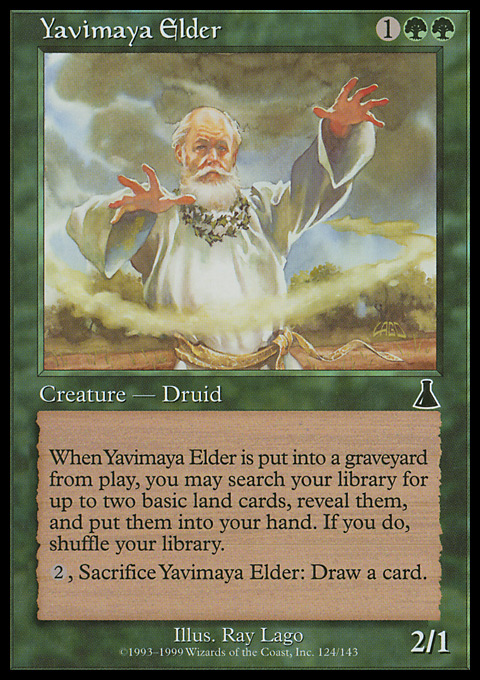 Yavimaya Elder 1
LAGO
Creature — Druid
When Yavimaya Elder is put into a graveyard
from play, you may search your library for
up to two basic land cards, reveal them,
and put them into your hand. If you do,
shuffle your library.
2, Sacrifice Yavimaya Elder: Draw a card.
Illus. Ray Lago
©1993–1999 Wizards of the Coast, Inc. 124/143
2/1